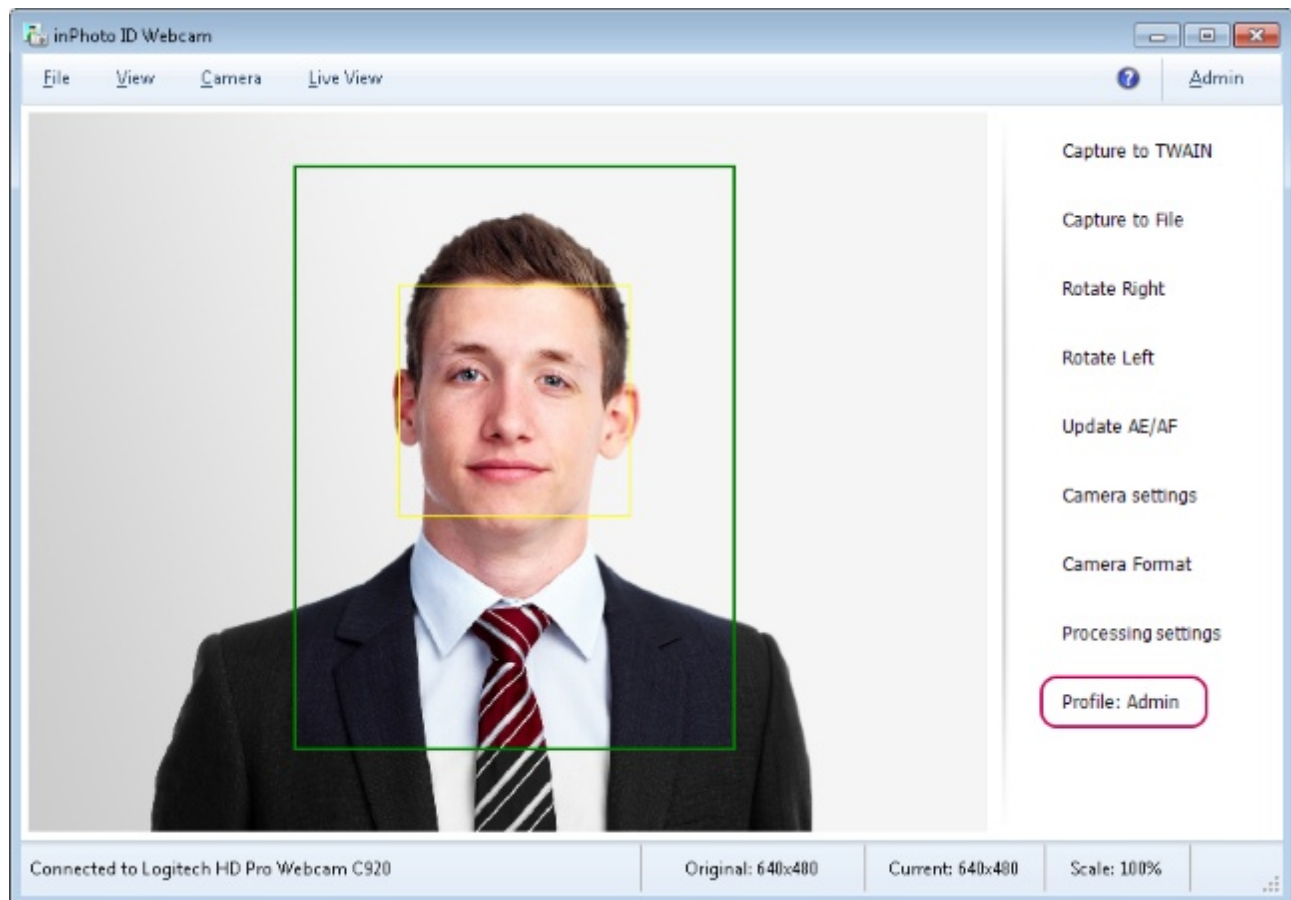 inPhoto ID Webcam
File View Camera Live View Admin
Capture to TWAIN
Capture to File
Rotate Right
Rotate Left
Update AE/AF
Camera settings
Camera Format
Processing settings
Profile: Admin
Connected to Logitech HD Pro Webcam C920 Original: 640x480 Current: 640x480 Scale: 100%